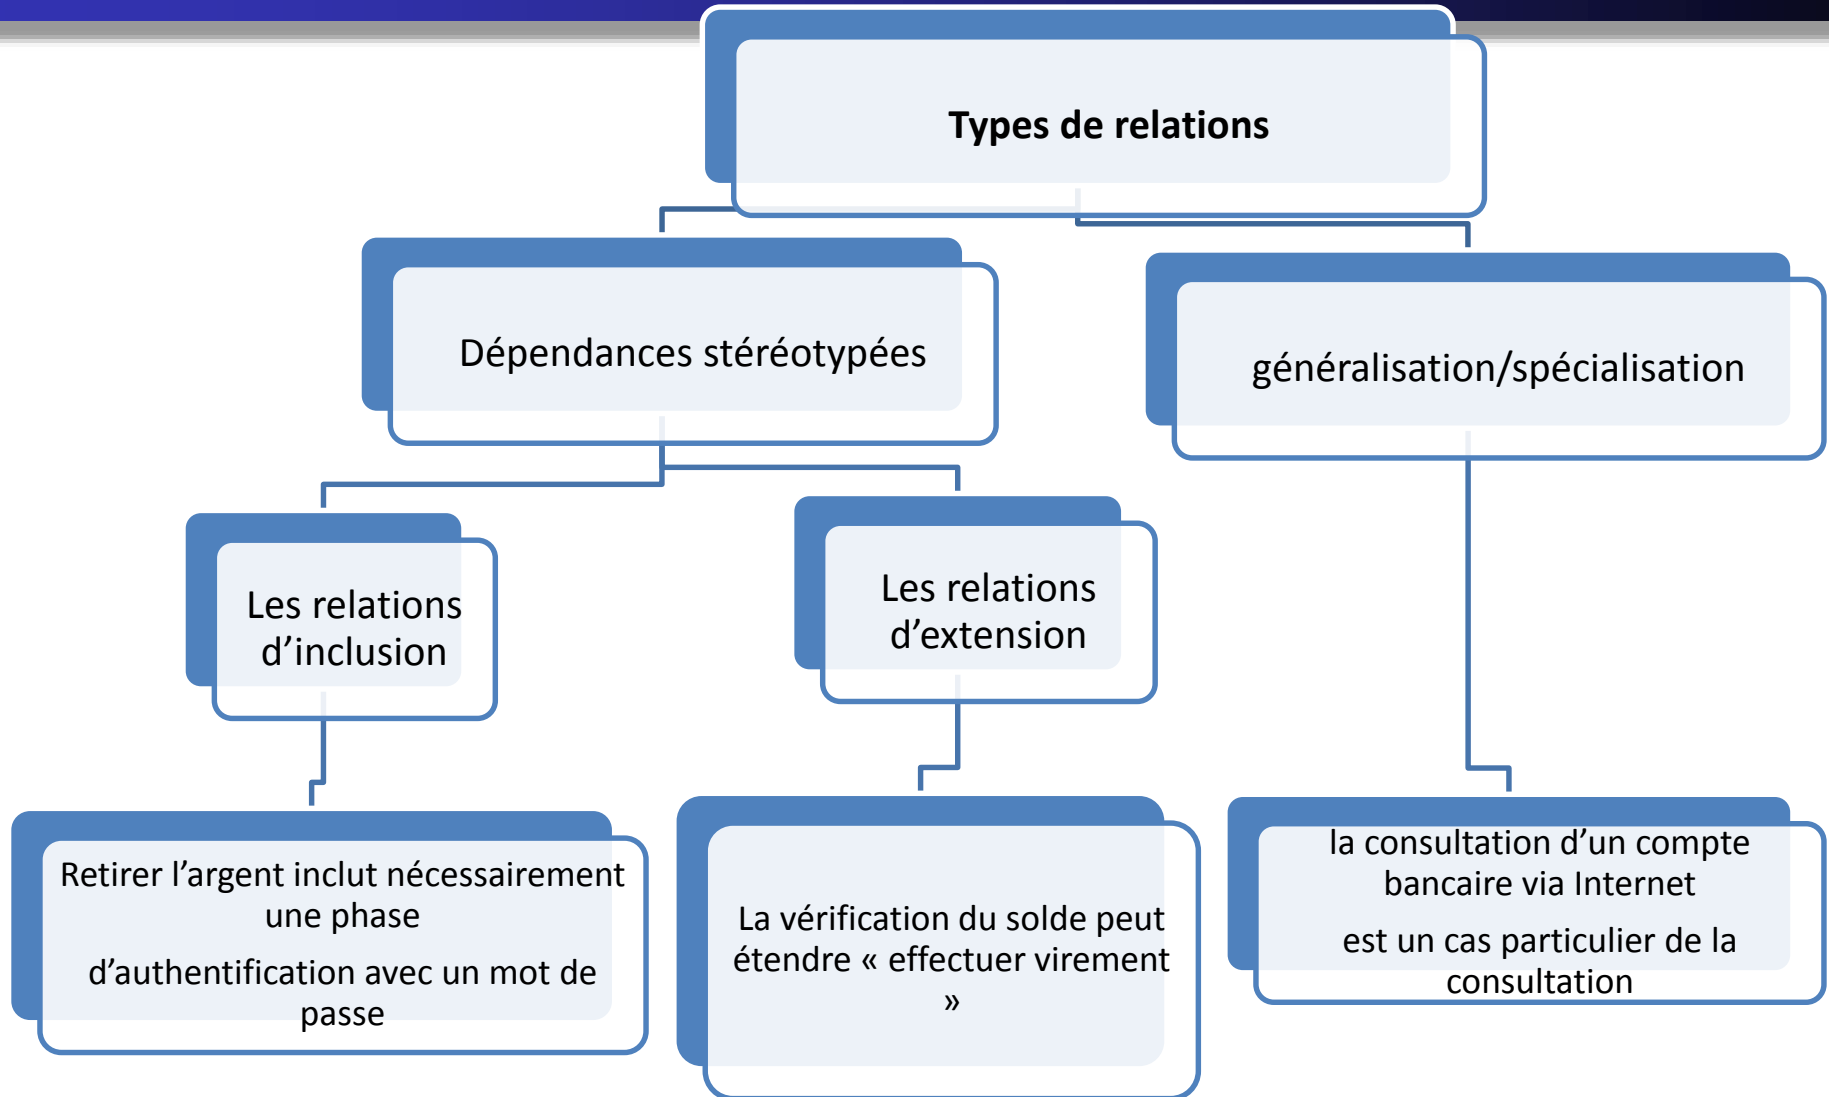 Types de relations
Dépendances stéréotypées
généralisation/spécialisation
Les relations
d’inclusion
Les relations
d’extension
Retirer l’argent inclut nécessairement
une phase
d’authentification avec un mot de
passe
La vérification du solde peut
étendre « effectuer virement
»
la consultation d’un compte
bancaire via Internet
est un cas particulier de la
consultation